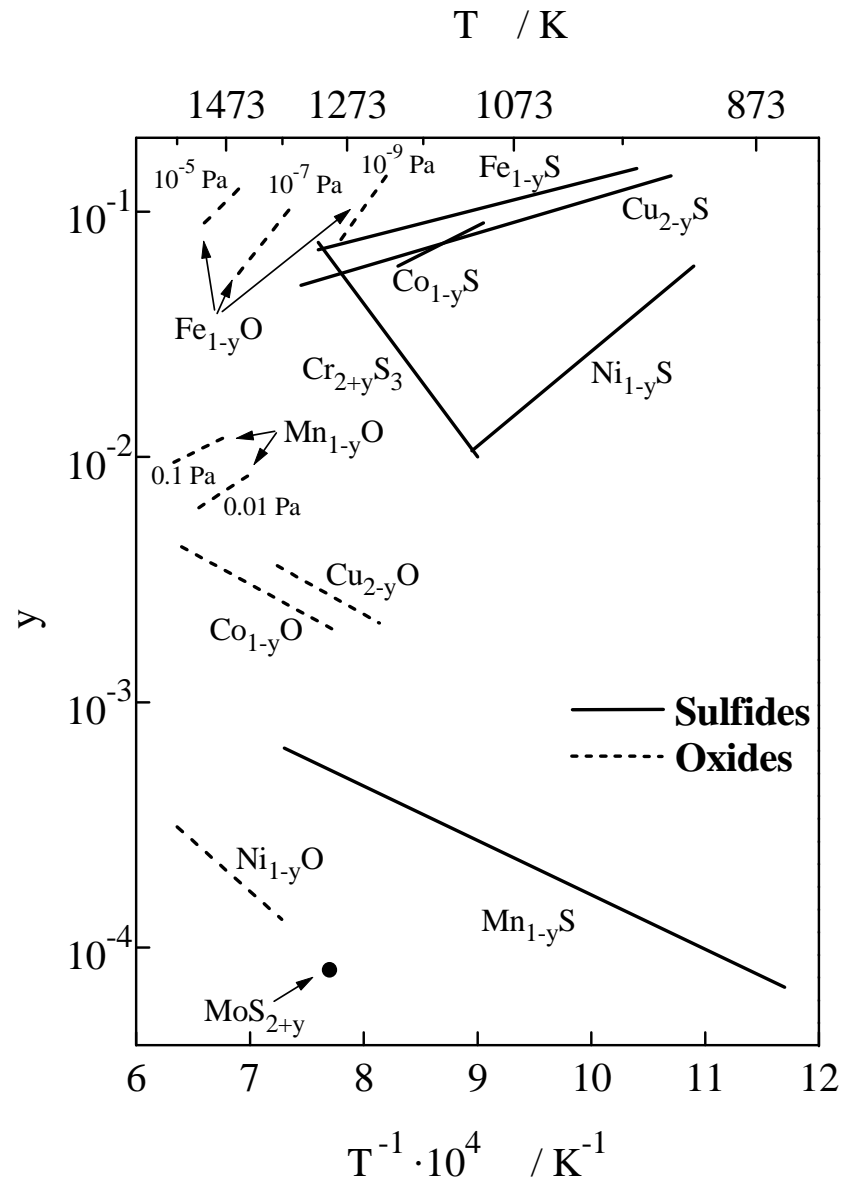 T / K
1473 1273 1073 873
10⁻⁵ Pa
10⁻⁷ Pa
10⁻⁹ Pa
Fe₁₋yS
Cu₂₋yS
10⁻¹
Co₁₋yS
Fe₁₋yO
Cr₂₊yS₃
Ni₁₋yS
Mn₁₋yO
10⁻²
0.1 Pa
0.01 Pa
Cu₂₋yO
Co₁₋yO
y
10⁻³
Sulfides
Oxides
Ni₁₋yO
Mn₁₋yS
10⁻⁴
MoS₂₊y
6 7 8 9 10 11 12
T⁻¹·10⁴ / K⁻¹